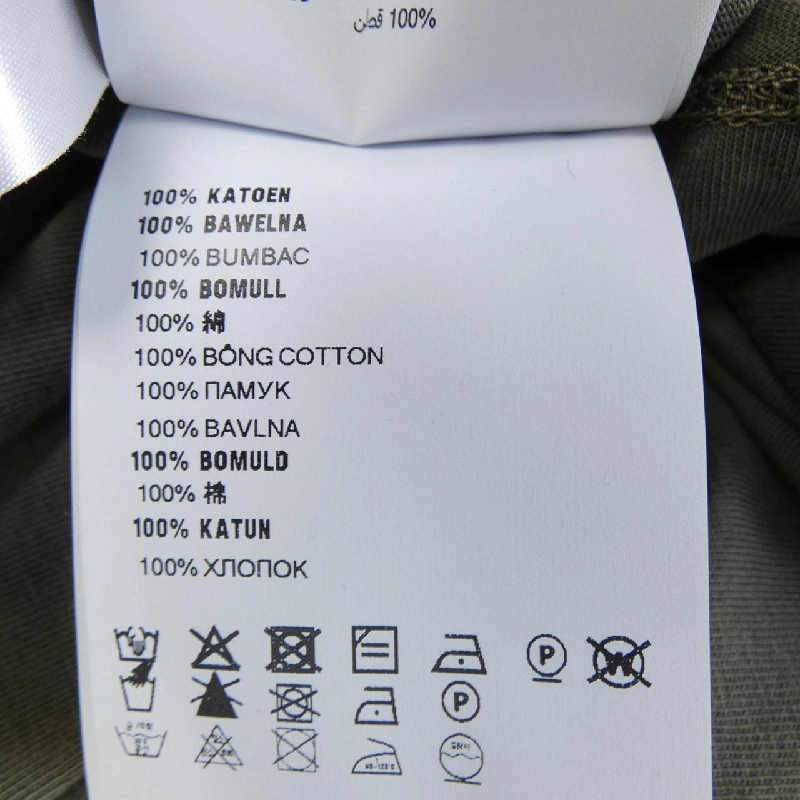 100% قطن
100% KATOEN
100% BAWELNA
100% BUMBAC
100% BOMULL
100% 綿
100% BÔNG COTTON
100% ПАМУК
100% BAVLNA
100% BOMULD
100% 棉
100% KATUN
100% ХЛОПОК
P W
P